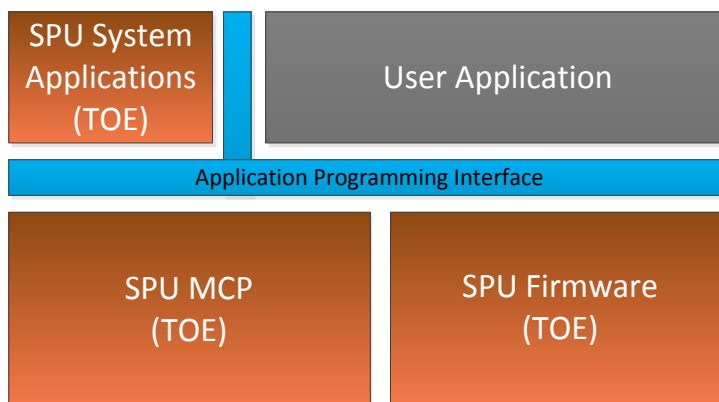 SPU System
Applications
(TOE)
User Application
Application Programming Interface
SPU MCP
(TOE)
SPU Firmware
(TOE)